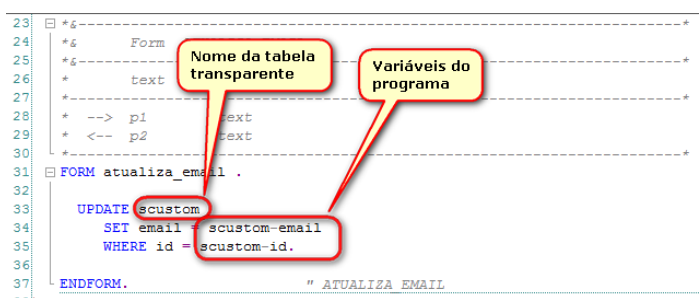 23 *&---------------------------------------------------------------------*
24 *& Form
25 *&---------------------------------------------------------------------*
26 * text
27 *----------------------------------------------------------------------*
28 * --> p1 text
29 * <-- p2 text
30 *----------------------------------------------------------------------*
31 FORM atualiza_email .
32
33 UPDATE scustom
34 SET email = scustom-email
35 WHERE id = scustom-id.
36
37 ENDFORM. " ATUALIZA_EMAIL
Nome da tabela
transparente
Variáveis do
programa